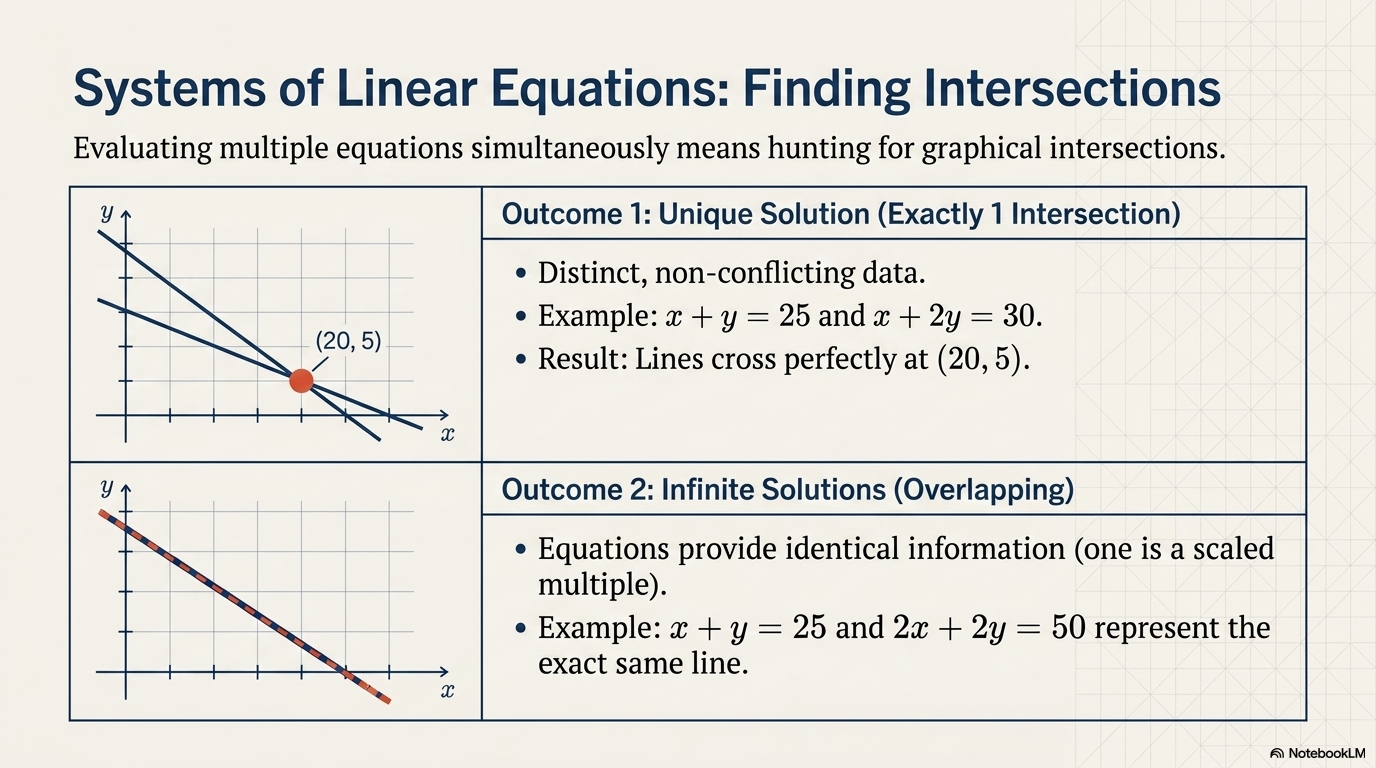 Systems of Linear Equations: Finding Intersections
Evaluating multiple equations simultaneously means hunting for graphical intersections.
y
(20, 5)
x
Outcome 1: Unique Solution (Exactly 1 Intersection)
• Distinct, non-conflicting data.
• Example: x + y = 25 and x + 2y = 30.
• Result: Lines cross perfectly at (20, 5).
y
x
Outcome 2: Infinite Solutions (Overlapping)
• Equations provide identical information (one is a scaled
multiple).
• Example: x + y = 25 and 2x + 2y = 50 represent the
exact same line.
NotebookLM